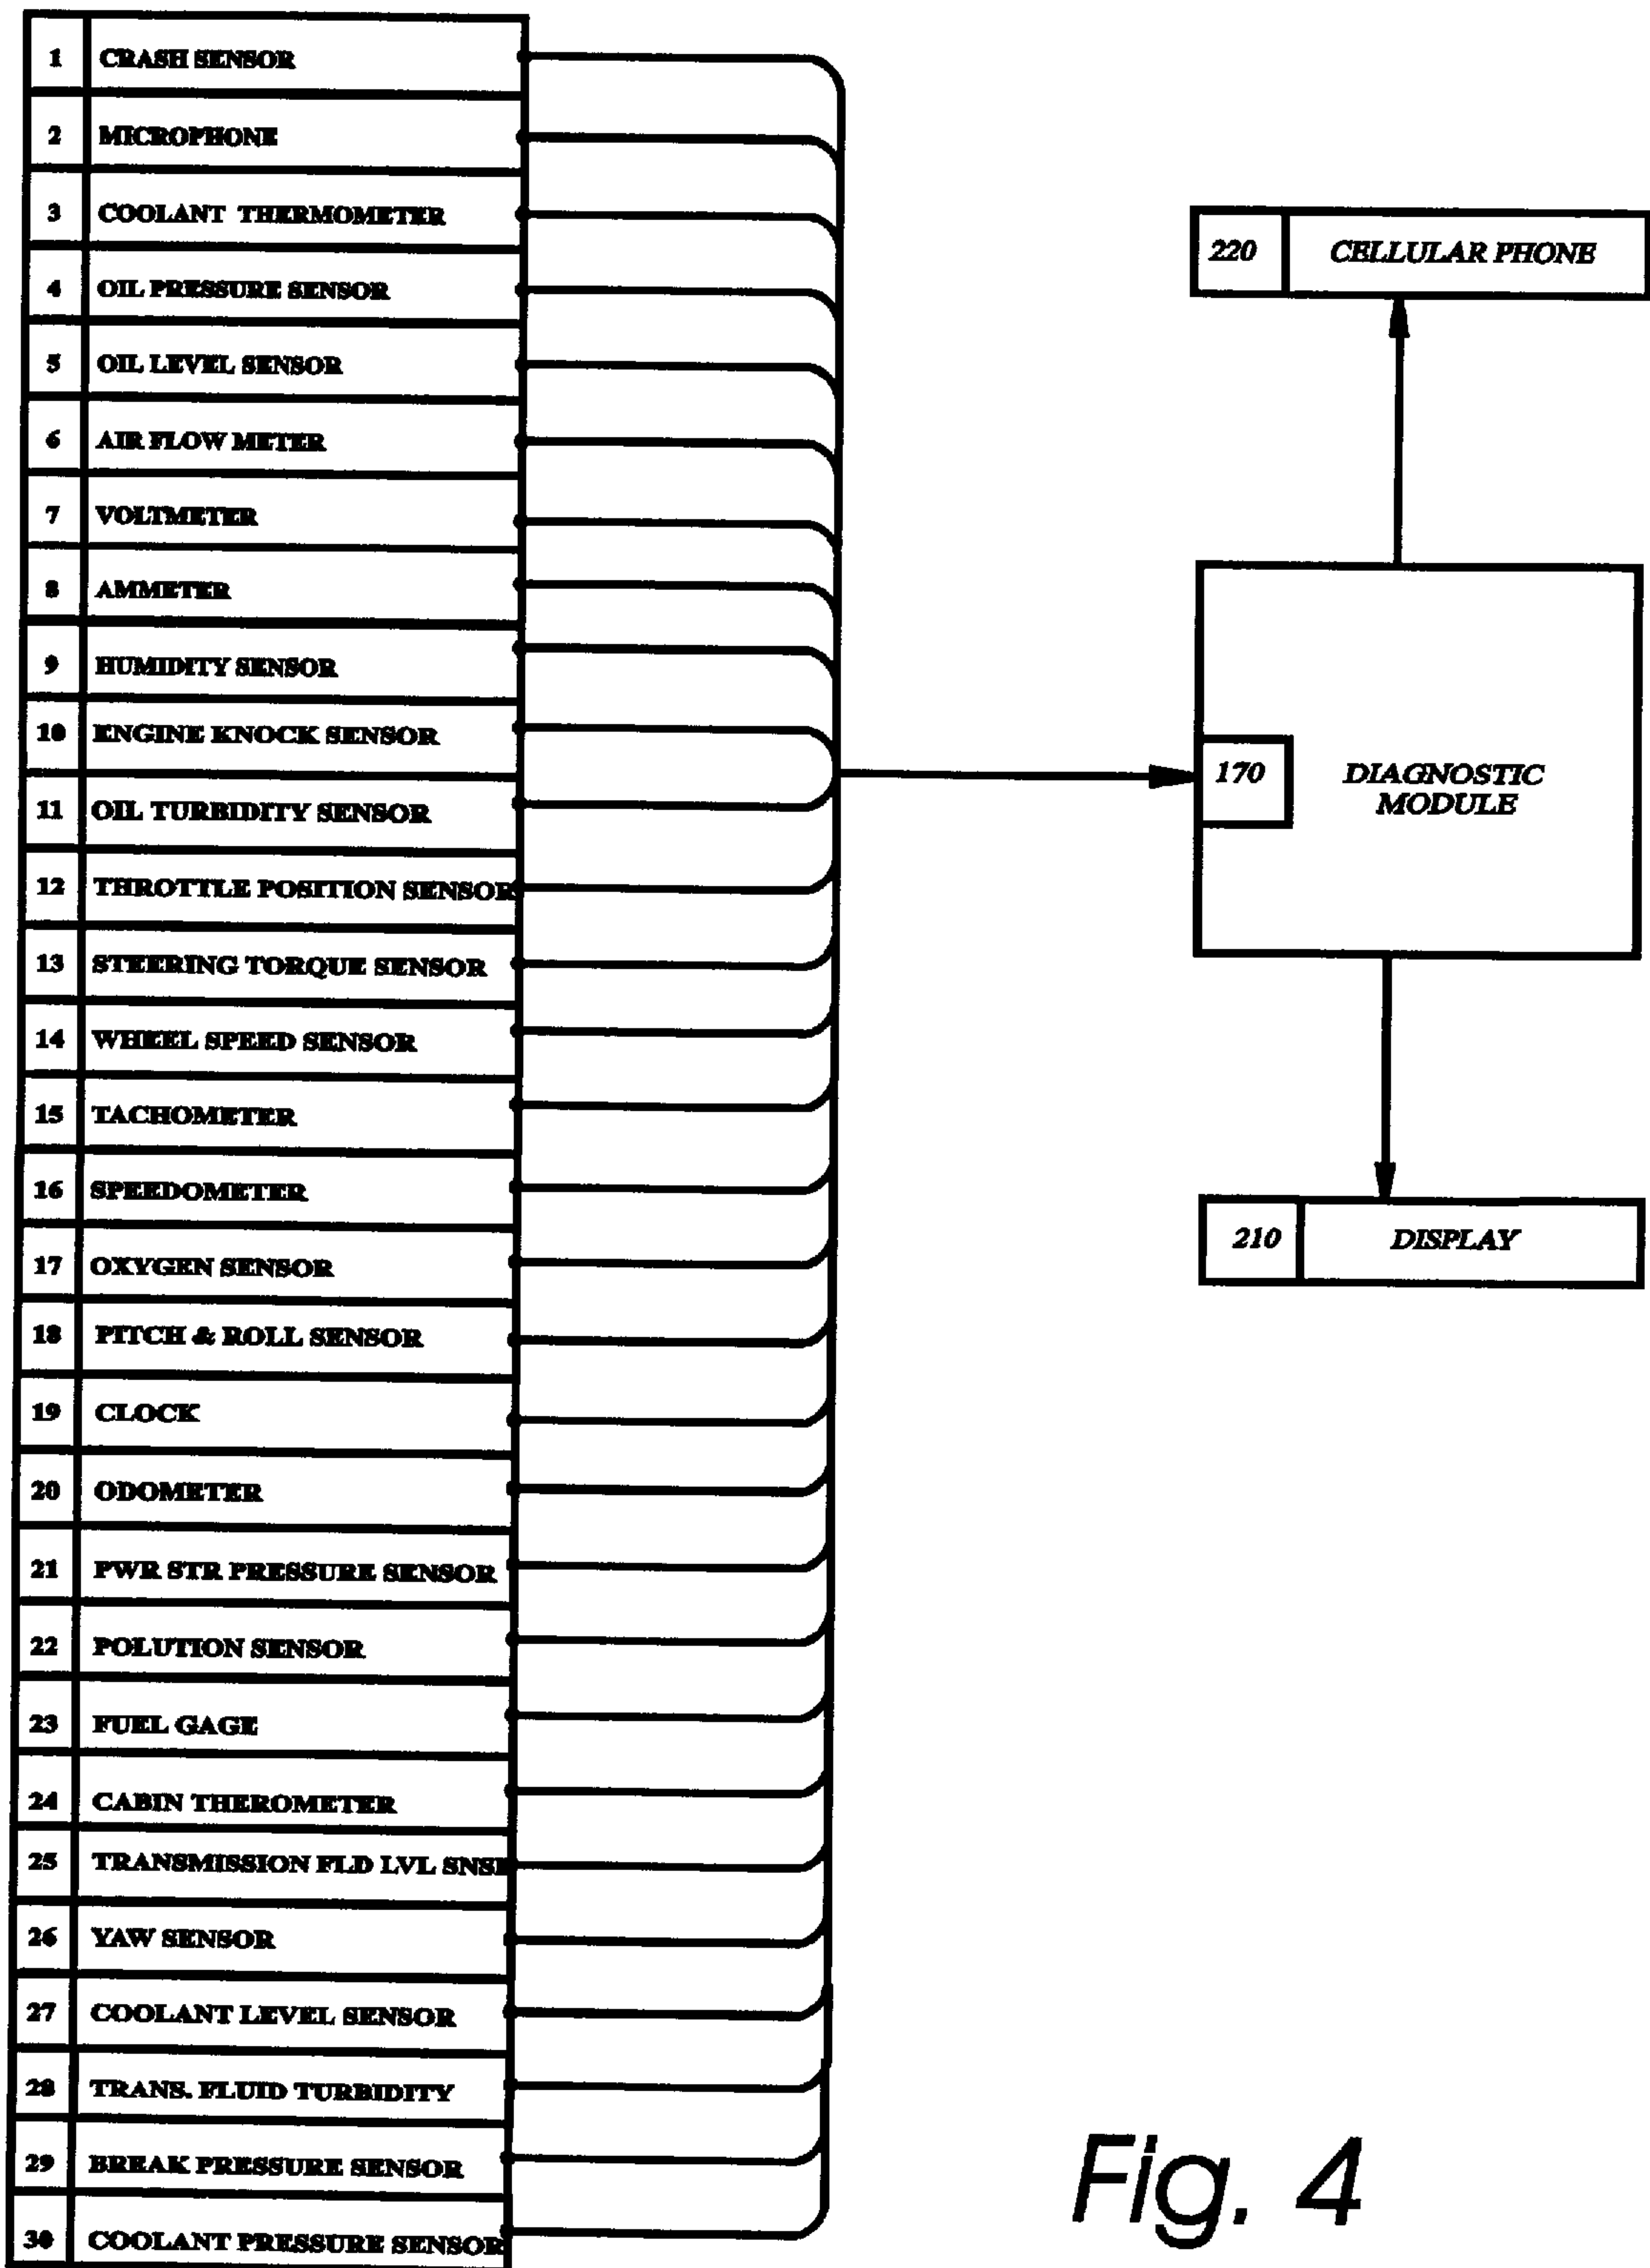 1 CRASH SENSOR
2 MICROPHONE
3 COOLANT THERMOMETER
4 OIL PRESSURE SENSOR
5 OIL LEVEL SENSOR
6 AIR FLOW METER
7 VOLTMETER
8 AMMETER
9 HUMIDITY SENSOR
10 ENGINE KNOCK SENSOR
11 OIL TURBIDITY SENSOR
12 THROTTLE POSITION SENSOR
13 STEERING TORQUE SENSOR
14 WHEEL SPEED SENSOR
15 TACHOMETER
16 SPEEDOMETER
17 OXYGEN SENSOR
18 PITCH & ROLL SENSOR
19 CLOCK
20 ODOMETER
21 PWR STR PRESSURE SENSOR
22 POLUTION SENSOR
23 FUEL GAGE
24 CABIN THEROMETER
25 TRANSMISSION FLD LVL SNSR
26 YAW SENSOR
27 COOLANT LEVEL SENSOR
28 TRANS. FLUID TURBIDITY
29 BREAK PRESSURE SENSOR
30 COOLANT PRESSURE SENSOR
220 CELLULAR PHONE
170 DIAGNOSTIC
MODULE
210 DISPLAY
Fig. 4